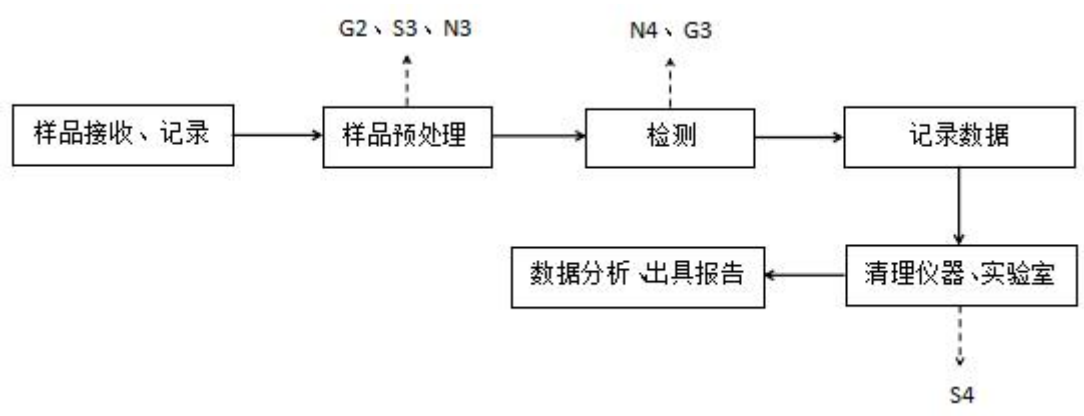 G2、S3、N3
N4、G3
样品接收、记录
样品预处理
检测
记录数据
数据分析、出具报告
清理仪器、实验室
S4